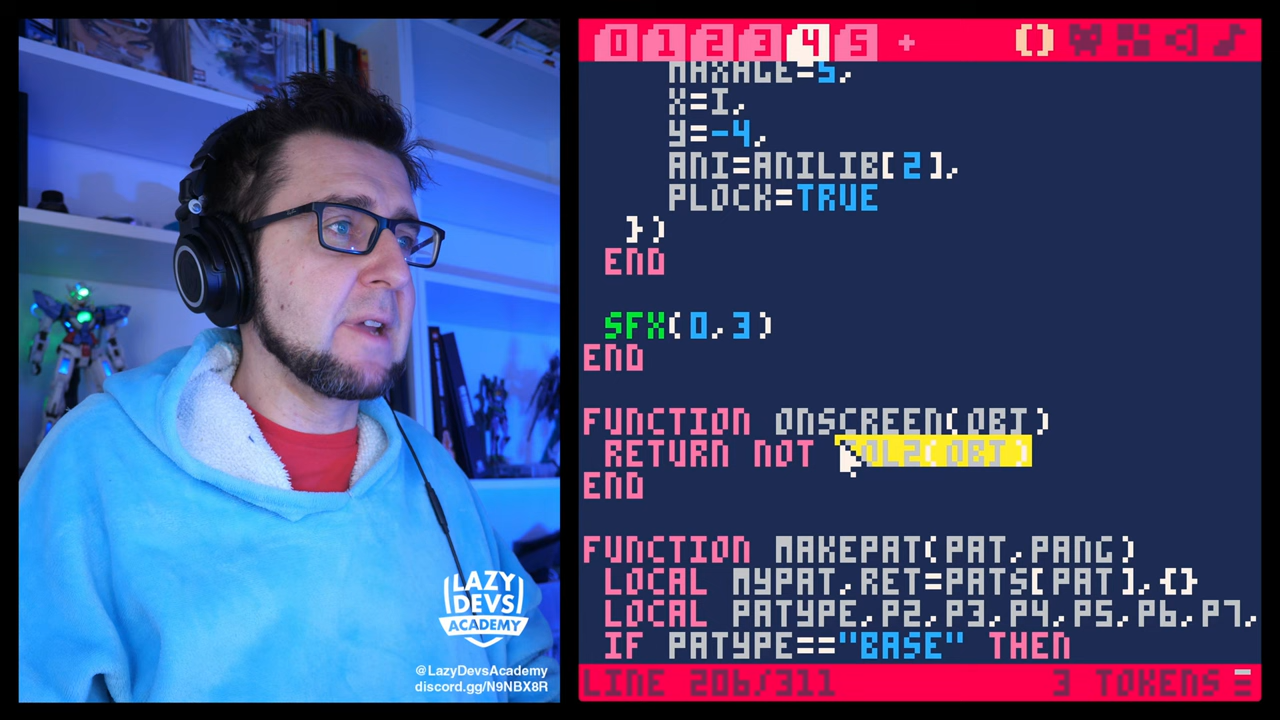 0 1 2 3 4 5 +
MAXAGE=5,
X=I,
Y=-4,
ANI=ANILIB[2],
PLOCK=TRUE
})
END
SFX(0,3)
END
FUNCTION ONSCREEN(OBJ)
RETURN NOT COL2(OBJ)
END
FUNCTION MAKEPAT(PAT,PANG)
LOCAL MYPAT,RET=PATS[PAT],{}
LOCAL PATYPE,P2,P3,P4,P5,P6,P7,
IF PATYPE=="BASE" THEN
LINE 206/311
3 TOKENS
LAZY
DEVS
ACADEMY
@LazyDevsAcademy
discord.gg/N9NBX8R